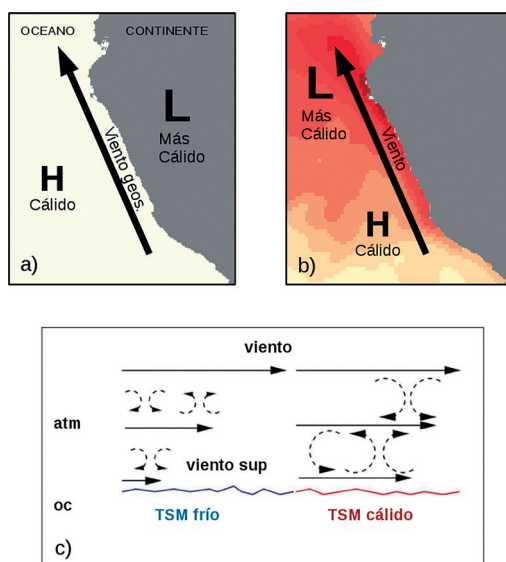 OCEANO CONTINENTE
L
Más
Cálido
Viento geos.
H
Cálido
a)
L
Más
Cálido
Viento
H
Cálido
b)
viento
atm
viento sup
oc
TSM frío TSM cálido
c)